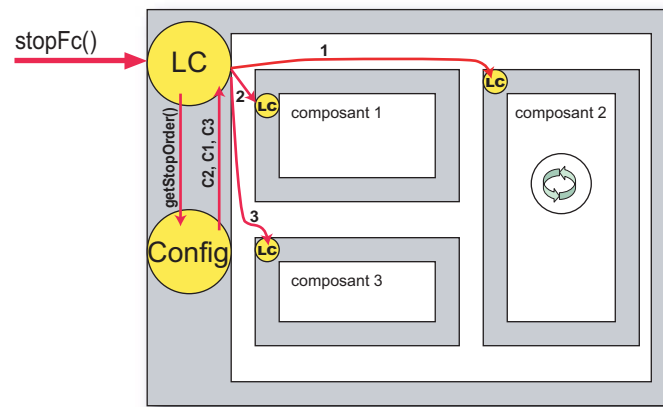 stopFc()
LC
1
LC
2
LC
composant 1
composant 2
getStopOrder()
C2, C1, C3
3
LC
Config
composant 3